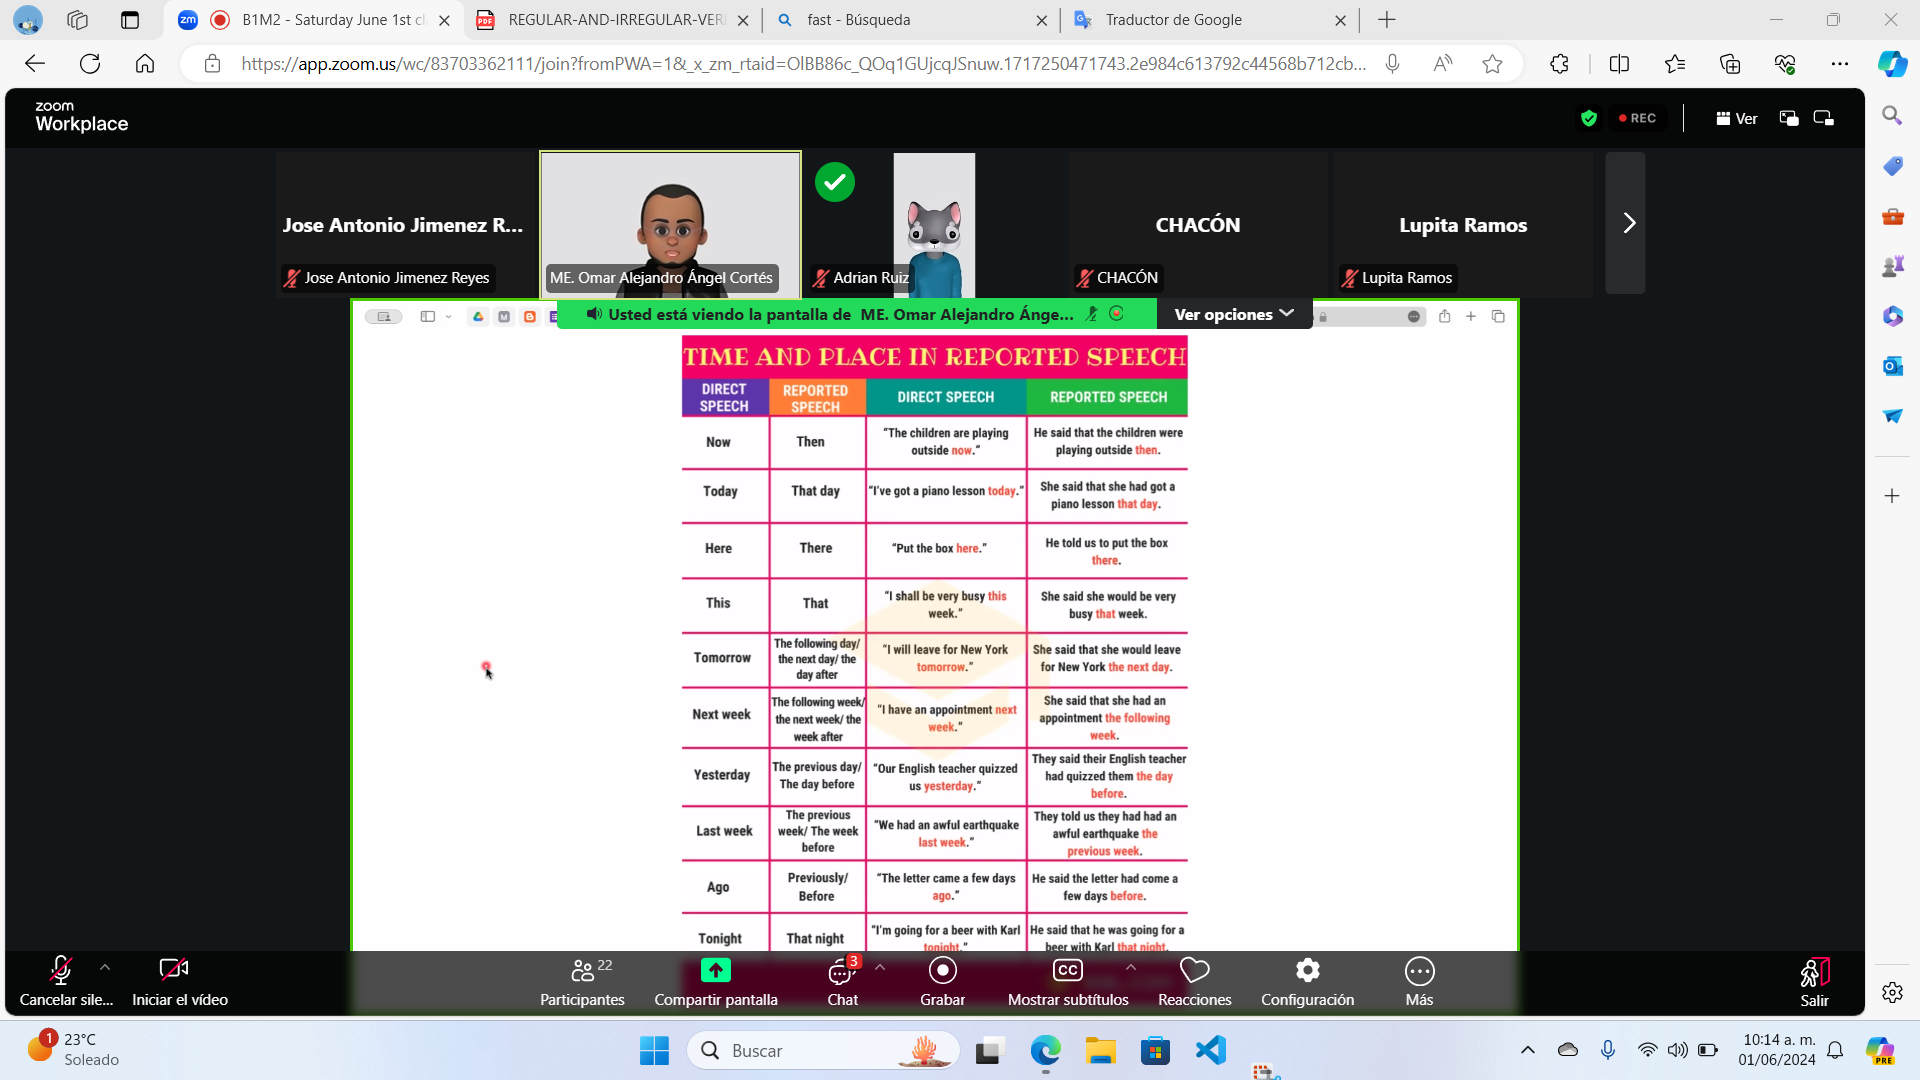 B1M2 - Saturday June 1st cl
REGULAR-AND-IRREGULAR-VER
fast - Búsqueda
Traductor de Google
https://app.zoom.us/wc/83703362111/join?fromPWA=1&_x_zm_rtaid=OlBB86c_QOq1GUjcqJSnuw.1717250471743.2e984c613792c44568b712cb...
zoom
Workplace
REC
Ver
Jose Antonio Jimenez R...
CHACÓN
Lupita Ramos
Jose Antonio Jimenez Reyes
ME. Omar Alejandro Ángel Cortés
Adrian Ruiz
CHACÓN
Lupita Ramos
Usted está viendo la pantalla de ME. Omar Alejandro Ánge...
Ver opciones
TIME AND PLACE IN REPORTED SPEECH
DIRECT
SPEECH
REPORTED
SPEECH
DIRECT SPEECH
REPORTED SPEECH
Now
Then
"The children are playing
outside now."
He said that the children were
playing outside then.
Today
That day
"I've got a piano lesson today."
She said that she had got a
piano lesson that day.
Here
There
"Put the box here."
He told us to put the box
there.
This
That
"I shall be very busy this
week."
She said she would be very
busy that week.
Tomorrow
The following day/
the next day/ the
day after
"I will leave for New York
tomorrow."
She said that she would leave
for New York the next day.
Next week
The following week/
the next week/ the
week after
"I have an appointment next
week."
She said that she had an
appointment the following
week.
Yesterday
The previous day/
The day before
"Our English teacher quizzed
us yesterday."
They said their English teacher
had quizzed them the day
before.
Last week
The previous
week/ The week
before
"We had an awful earthquake
last week."
They told us they had had an
awful earthquake the
previous week.
Ago
Previously/
Before
"The letter came a few days
ago."
He said the letter had come a
few days before.
Tonight
That night
"I'm going for a beer with Karl
tonight."
He said that he was going for a
beer with Karl that night.
Cancelar sile...
Iniciar el vídeo
22
Participantes
Compartir pantalla
3
Chat
Grabar
CC
Mostrar subtítulos
Reacciones
Configuración
Más
Salir
1
23°C
Soleado
Buscar
10:14 a. m.
01/06/2024
PRE